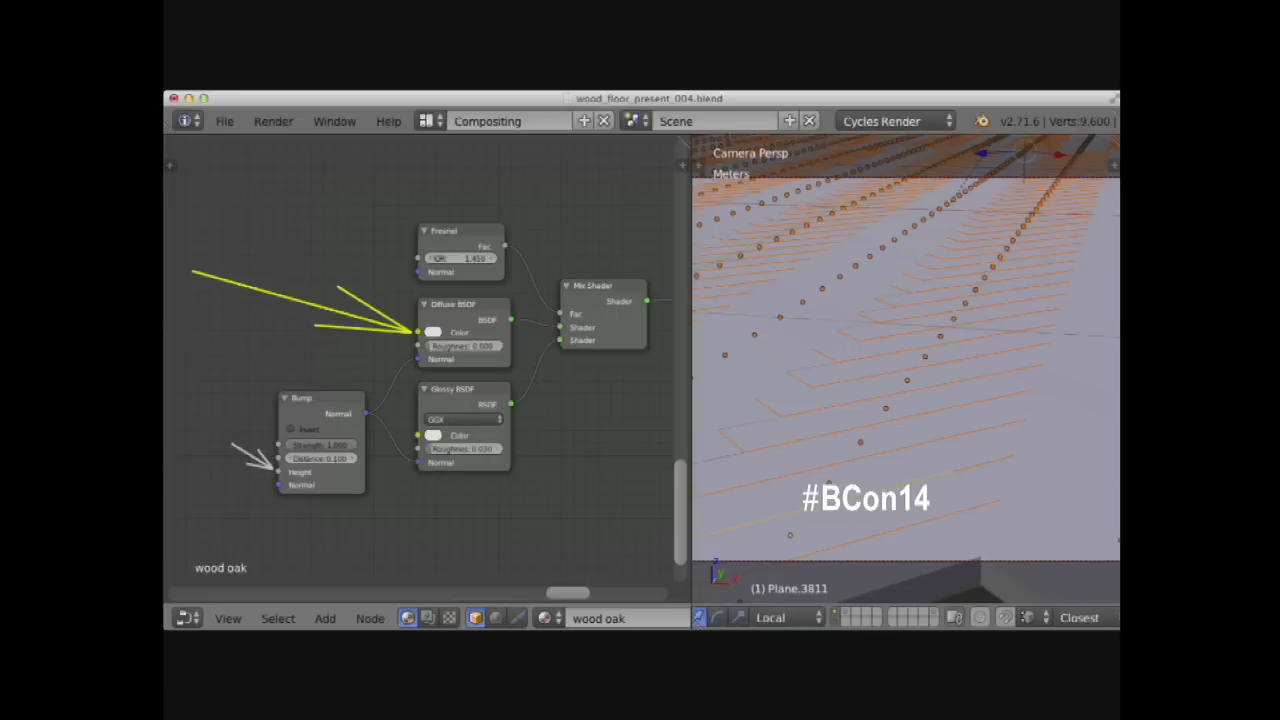 wood_floor_present_004.blend
File Render Window Help Compositing Scene Cycles Render v2.71.6 | Verts:9.600 |
Camera Persp
Meters
Fresnel
Fac
IOR: 1.450
Normal
Mix Shader
Shader
Fac
Shader
Shader
Diffuse BSDF
BSDF
Color
Roughnes: 0.000
Normal
Glossy BSDF
BSDF
GGX
Color
Roughnes: 0.030
Normal
Bump
Normal
Invert
Strength: 1.000
Distance: 0.100
Height
Normal
#BCon14
wood oak
z
y
x
(1) Plane.3811
View Select Add Node wood oak Local Closest